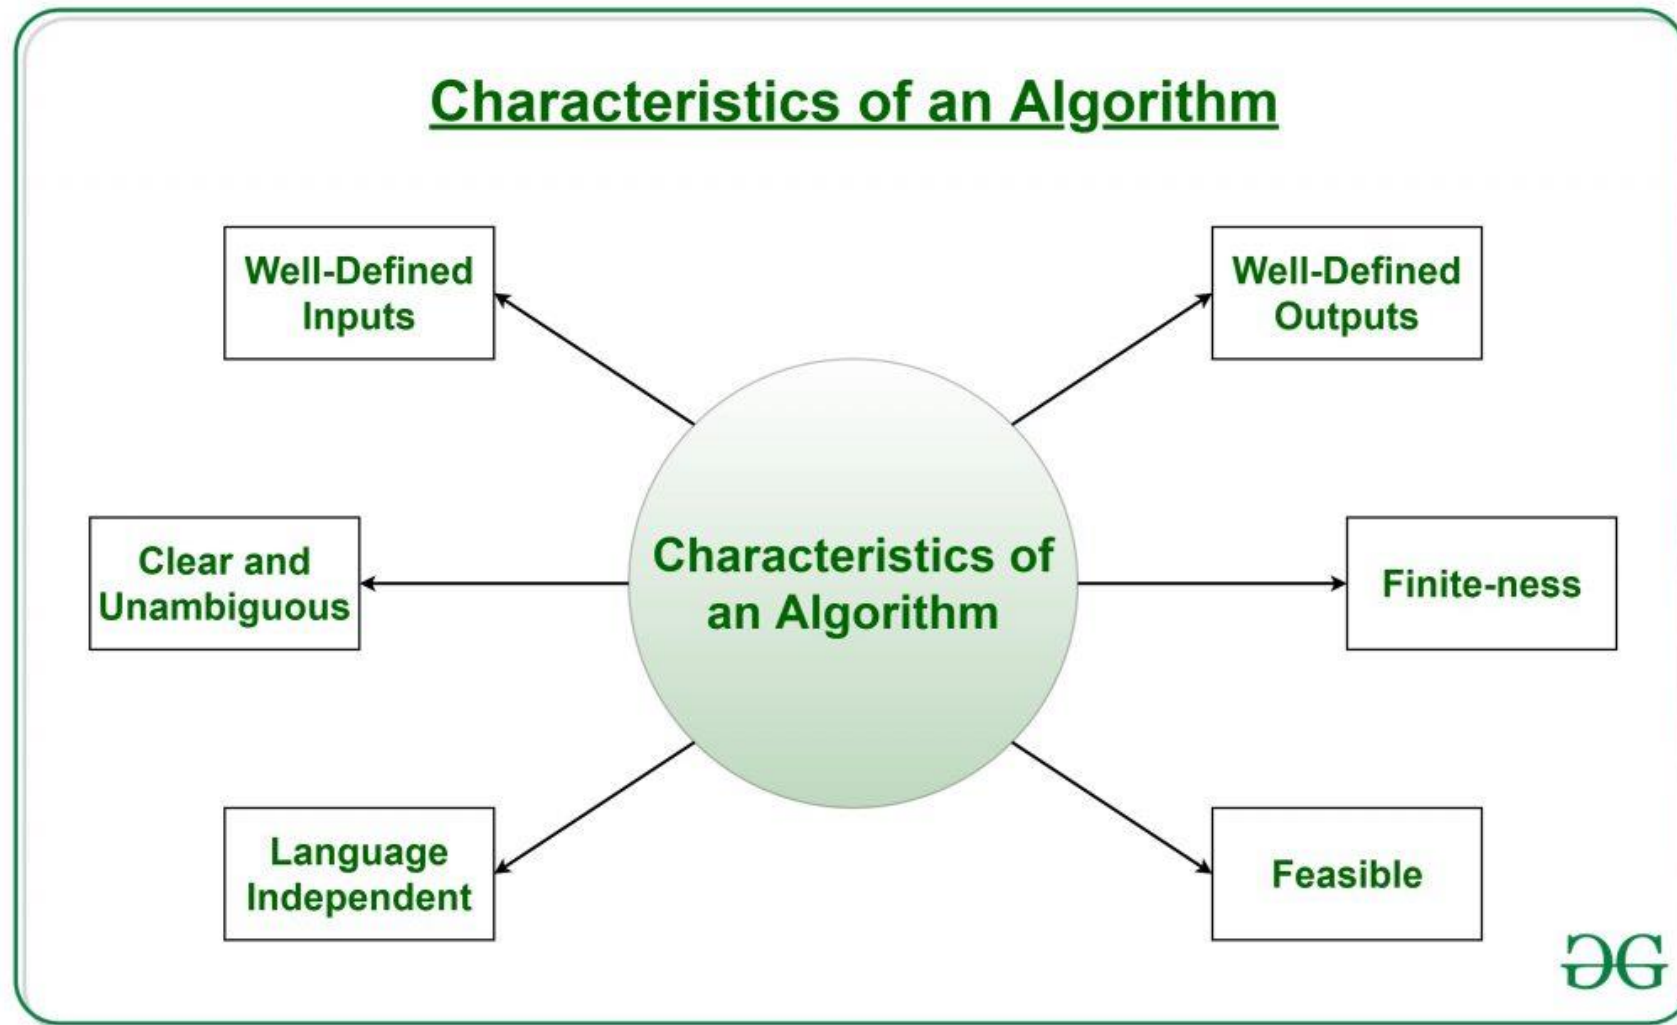 Characteristics of an Algorithm
Well-Defined
Inputs
Well-Defined
Outputs
Clear and
Unambiguous
Characteristics of
an Algorithm
Finite-ness
Language
Independent
Feasible